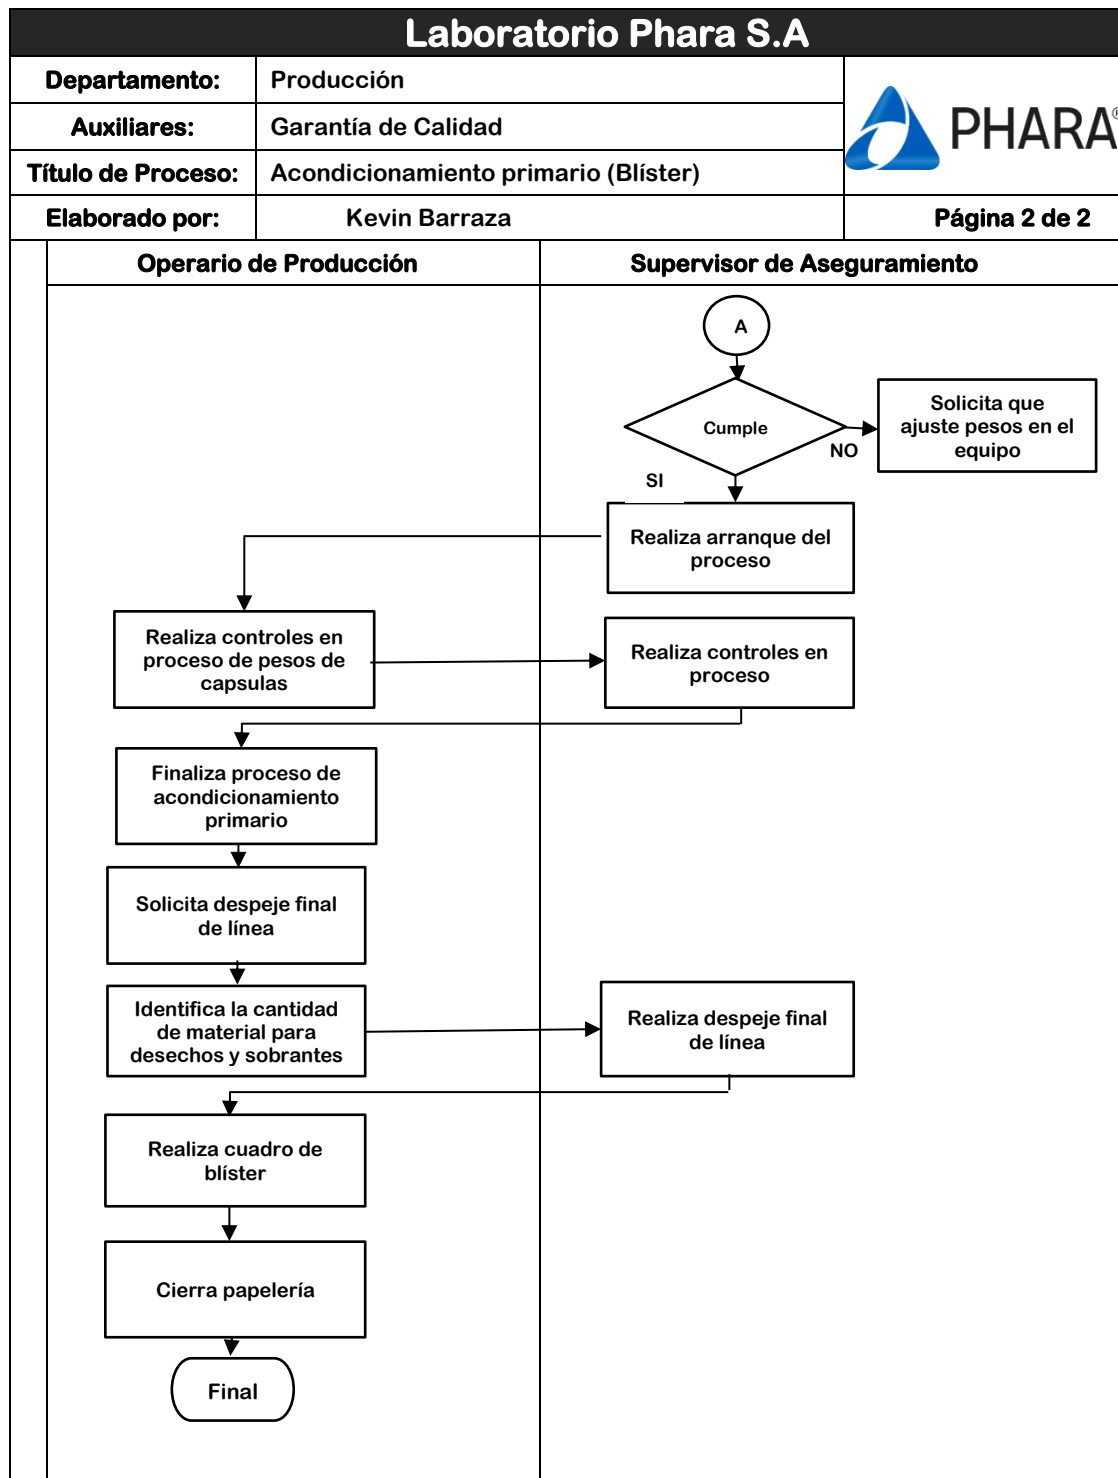 Laboratorio Phara S.A
Departamento:
Producción
Auxiliares:
Garantía de Calidad
PHARA®
Título de Proceso:
Acondicionamiento primario (Blíster)
Elaborado por:
Kevin Barraza
Página 2 de 2
Operario de Producción
Supervisor de Aseguramiento
A
Cumple
NO
Solicita que
ajuste pesos en el
equipo
SI
Realiza arranque del
proceso
Realiza controles en
proceso de pesos de
capsulas
Realiza controles en
proceso
Finaliza proceso de
acondicionamiento
primario
Solicita despeje final
de línea
Identifica la cantidad
de material para
desechos y sobrantes
Realiza despeje final
de línea
Realiza cuadro de
blíster
Cierra papelería
Final